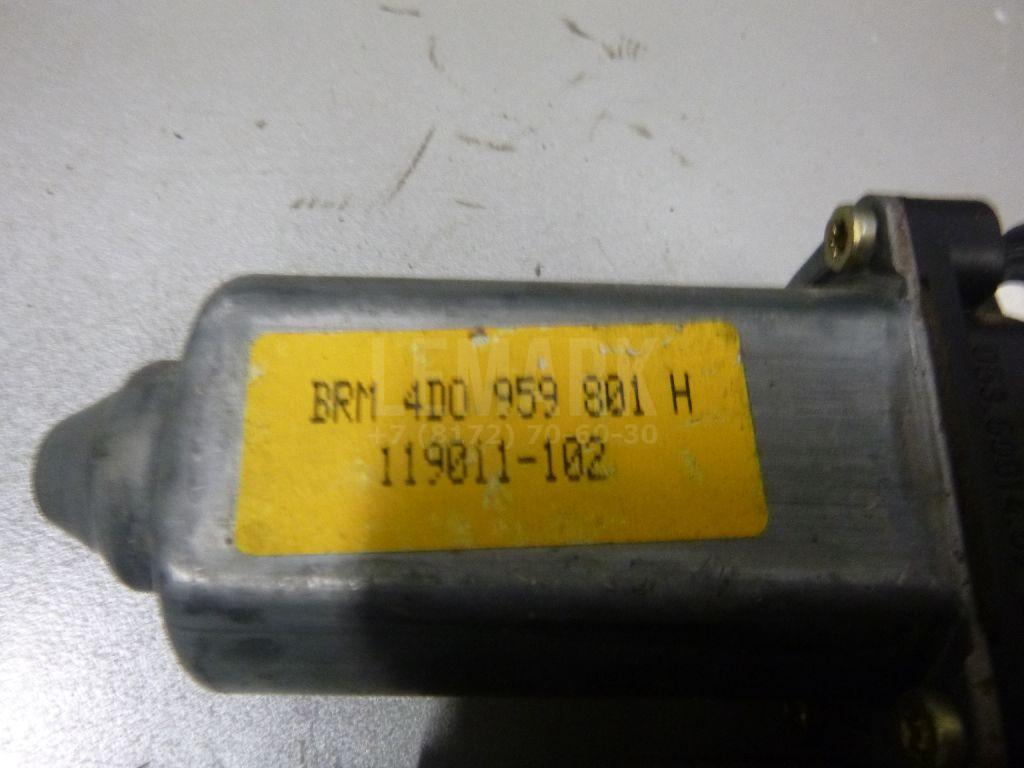 LEMARK
BRM 4D0 959 801 H
+7 (8172) 70-60-30
119011-102